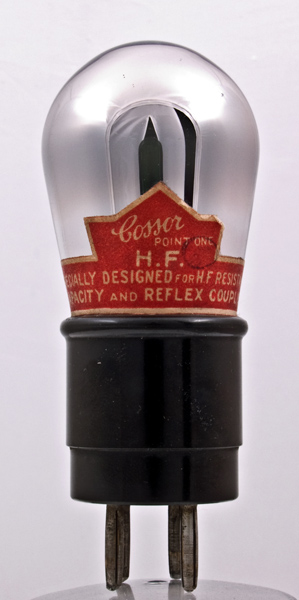 Cossor
POINT ONE
H.F.
ECIALLY DESIGNED FOR H.F. RESIST
PACITY AND REFLEX COUPL